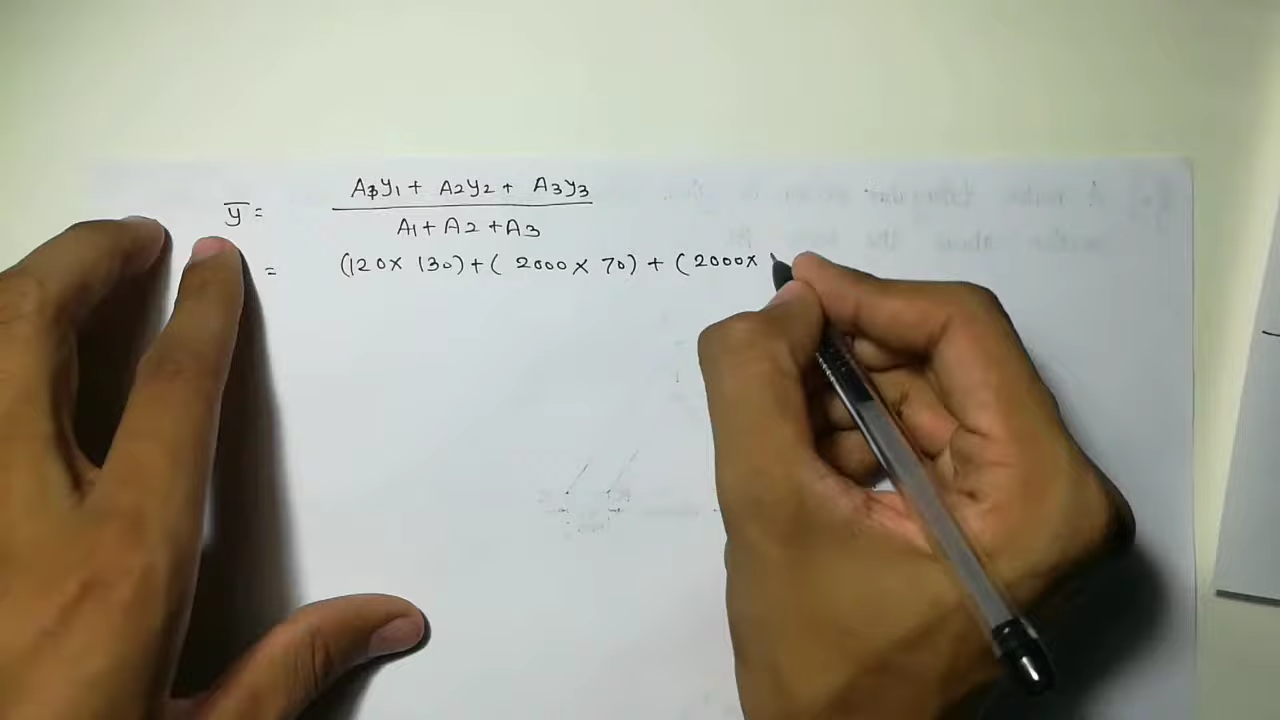 ȳ = A1y1 + A2y2 + A3y3
A1 + A2 + A3
= (120 x 130) + ( 2000 x 70) + ( 2000 x